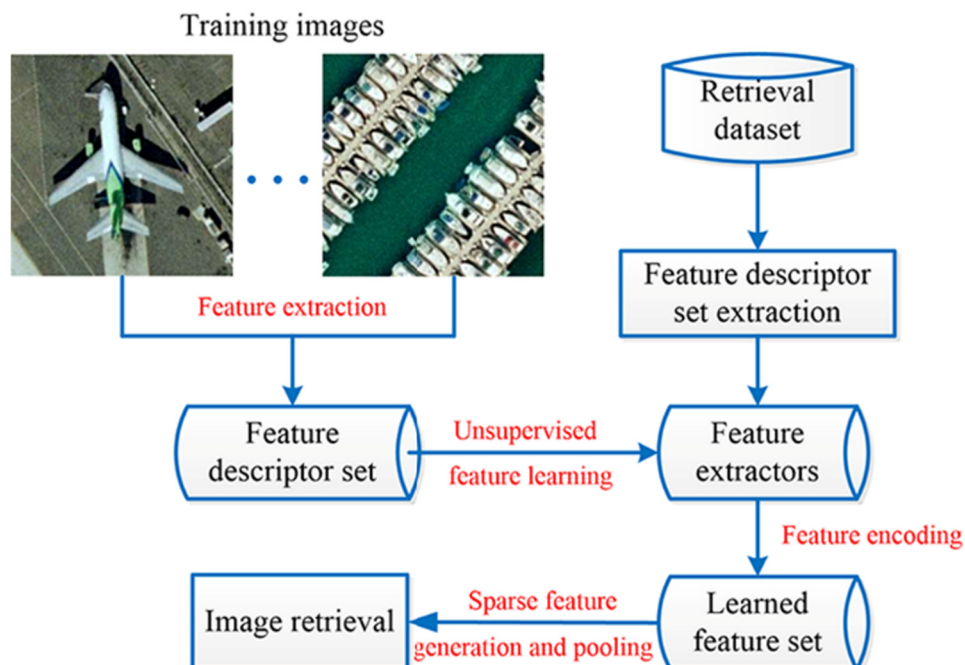 Training images
Retrieval
dataset
Feature extraction
Feature descriptor
set extraction
Feature
descriptor set
Unsupervised
feature learning
Feature
extractors
Feature encoding
Image retrieval
Sparse feature
generation and pooling
Learned
feature set